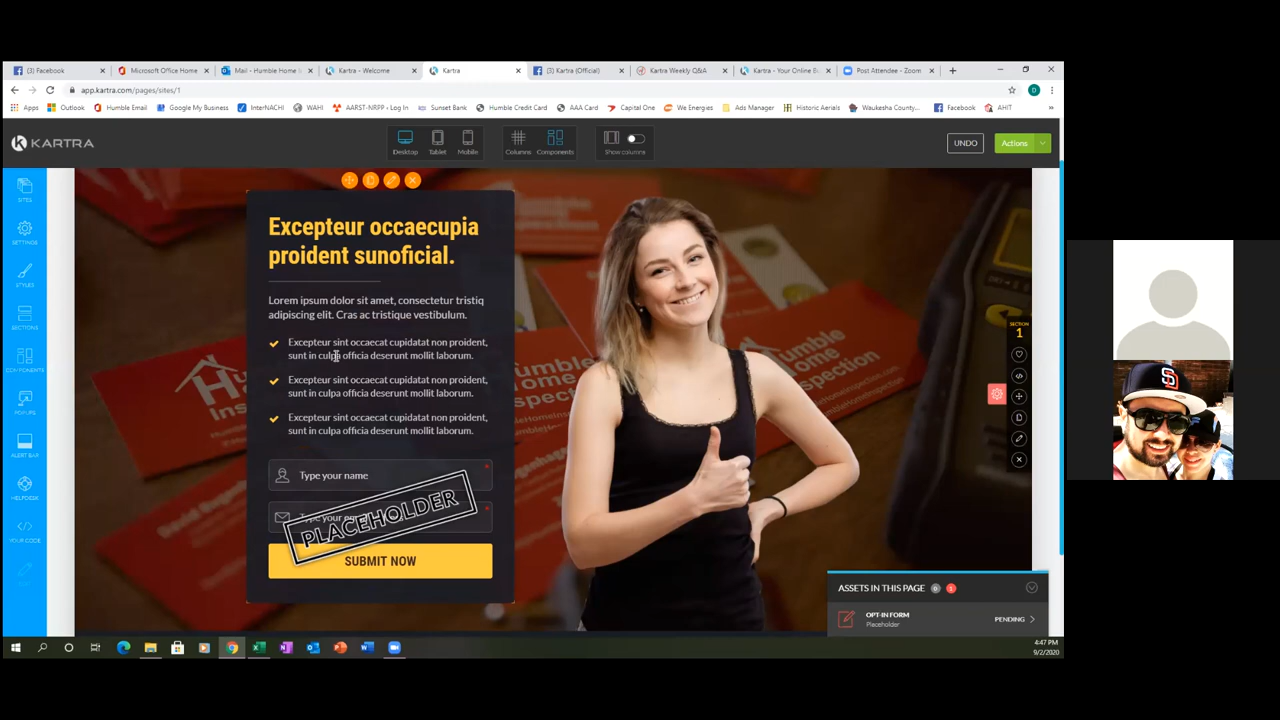 (3) Facebook
Microsoft Office Home
Mail - Humble Home
Kartra - Welcome
Kartra
(3) Kartra (Official)
Kartra Weekly Q&A
Kartra - Your Online B
Post Attendee - Zoom
app.kartra.com/pages/sites/1
Apps
Outlook
Humble Email
Google My Business
InterNACHI
WAHI
AARST-NRPP Log In
Sunset Bank
Humble Credit Card
AAA Card
Capital One
We Energies
Ads Manager
Historic Aerials
Waukesha County...
Facebook
AHIT
KARTRA
Desktop
Tablet
Mobile
Columns
Components
Show columns
UNDO
Actions
SITES
SETTINGS
STYLES
SECTIONS
COMPONENTS
POPUPS
ALERT BAR
HELPDESK
YOUR CODE
Excepteur occaecupia
proident sunoficial.
Lorem ipsum dolor sit amet, consectetur tristiq
adipiscing elit. Cras ac tristique vestibulum.
Excepteur sint occaecat cupidatat non proident,
sunt in culpa officia deserunt mollit laborum.
Excepteur sint occaecat cupidatat non proident,
sunt in culpa officia deserunt mollit laborum.
Excepteur sint occaecat cupidatat non proident,
sunt in culpa officia deserunt mollit laborum.
Type your name
Type your
PLACEHOLDER
SUBMIT NOW
Humble
Home
Inspection
SECTION
1
ASSETS IN THIS PAGE
OPT-IN FORM
Placeholder
PENDING
4:47 PM
9/2/2020